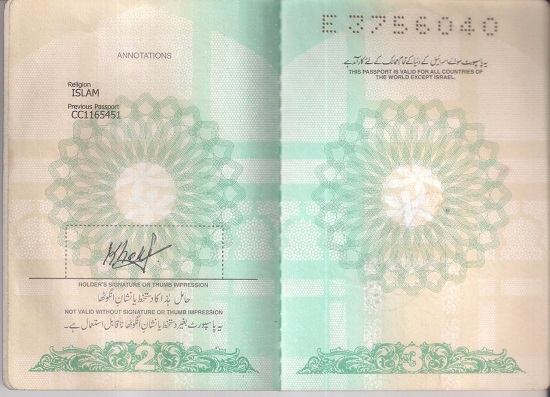 ANNOTATIONS
Religion
ISLAM
Previous Passport
CC1165451
HOLDER'S SIGNATURE OR THUMB IMPRESSION
حامل ہذا کا دستخط یا نشان انگوٹھا
NOT VALID WITHOUT SIGNATURE OR THUMB IMPRESSION
یہ پاسپورٹ بغیر دستخط یا نشان انگوٹھا ناقابل استعمال ہے۔
2
E3756040
یہ پاسپورٹ سوائے اسرائیل کے دنیا کے تمام ممالک کے لئے کارآمد ہے
THIS PASSPORT IS VALID FOR ALL COUNTRIES OF
THE WORLD EXCEPT ISRAEL.
3